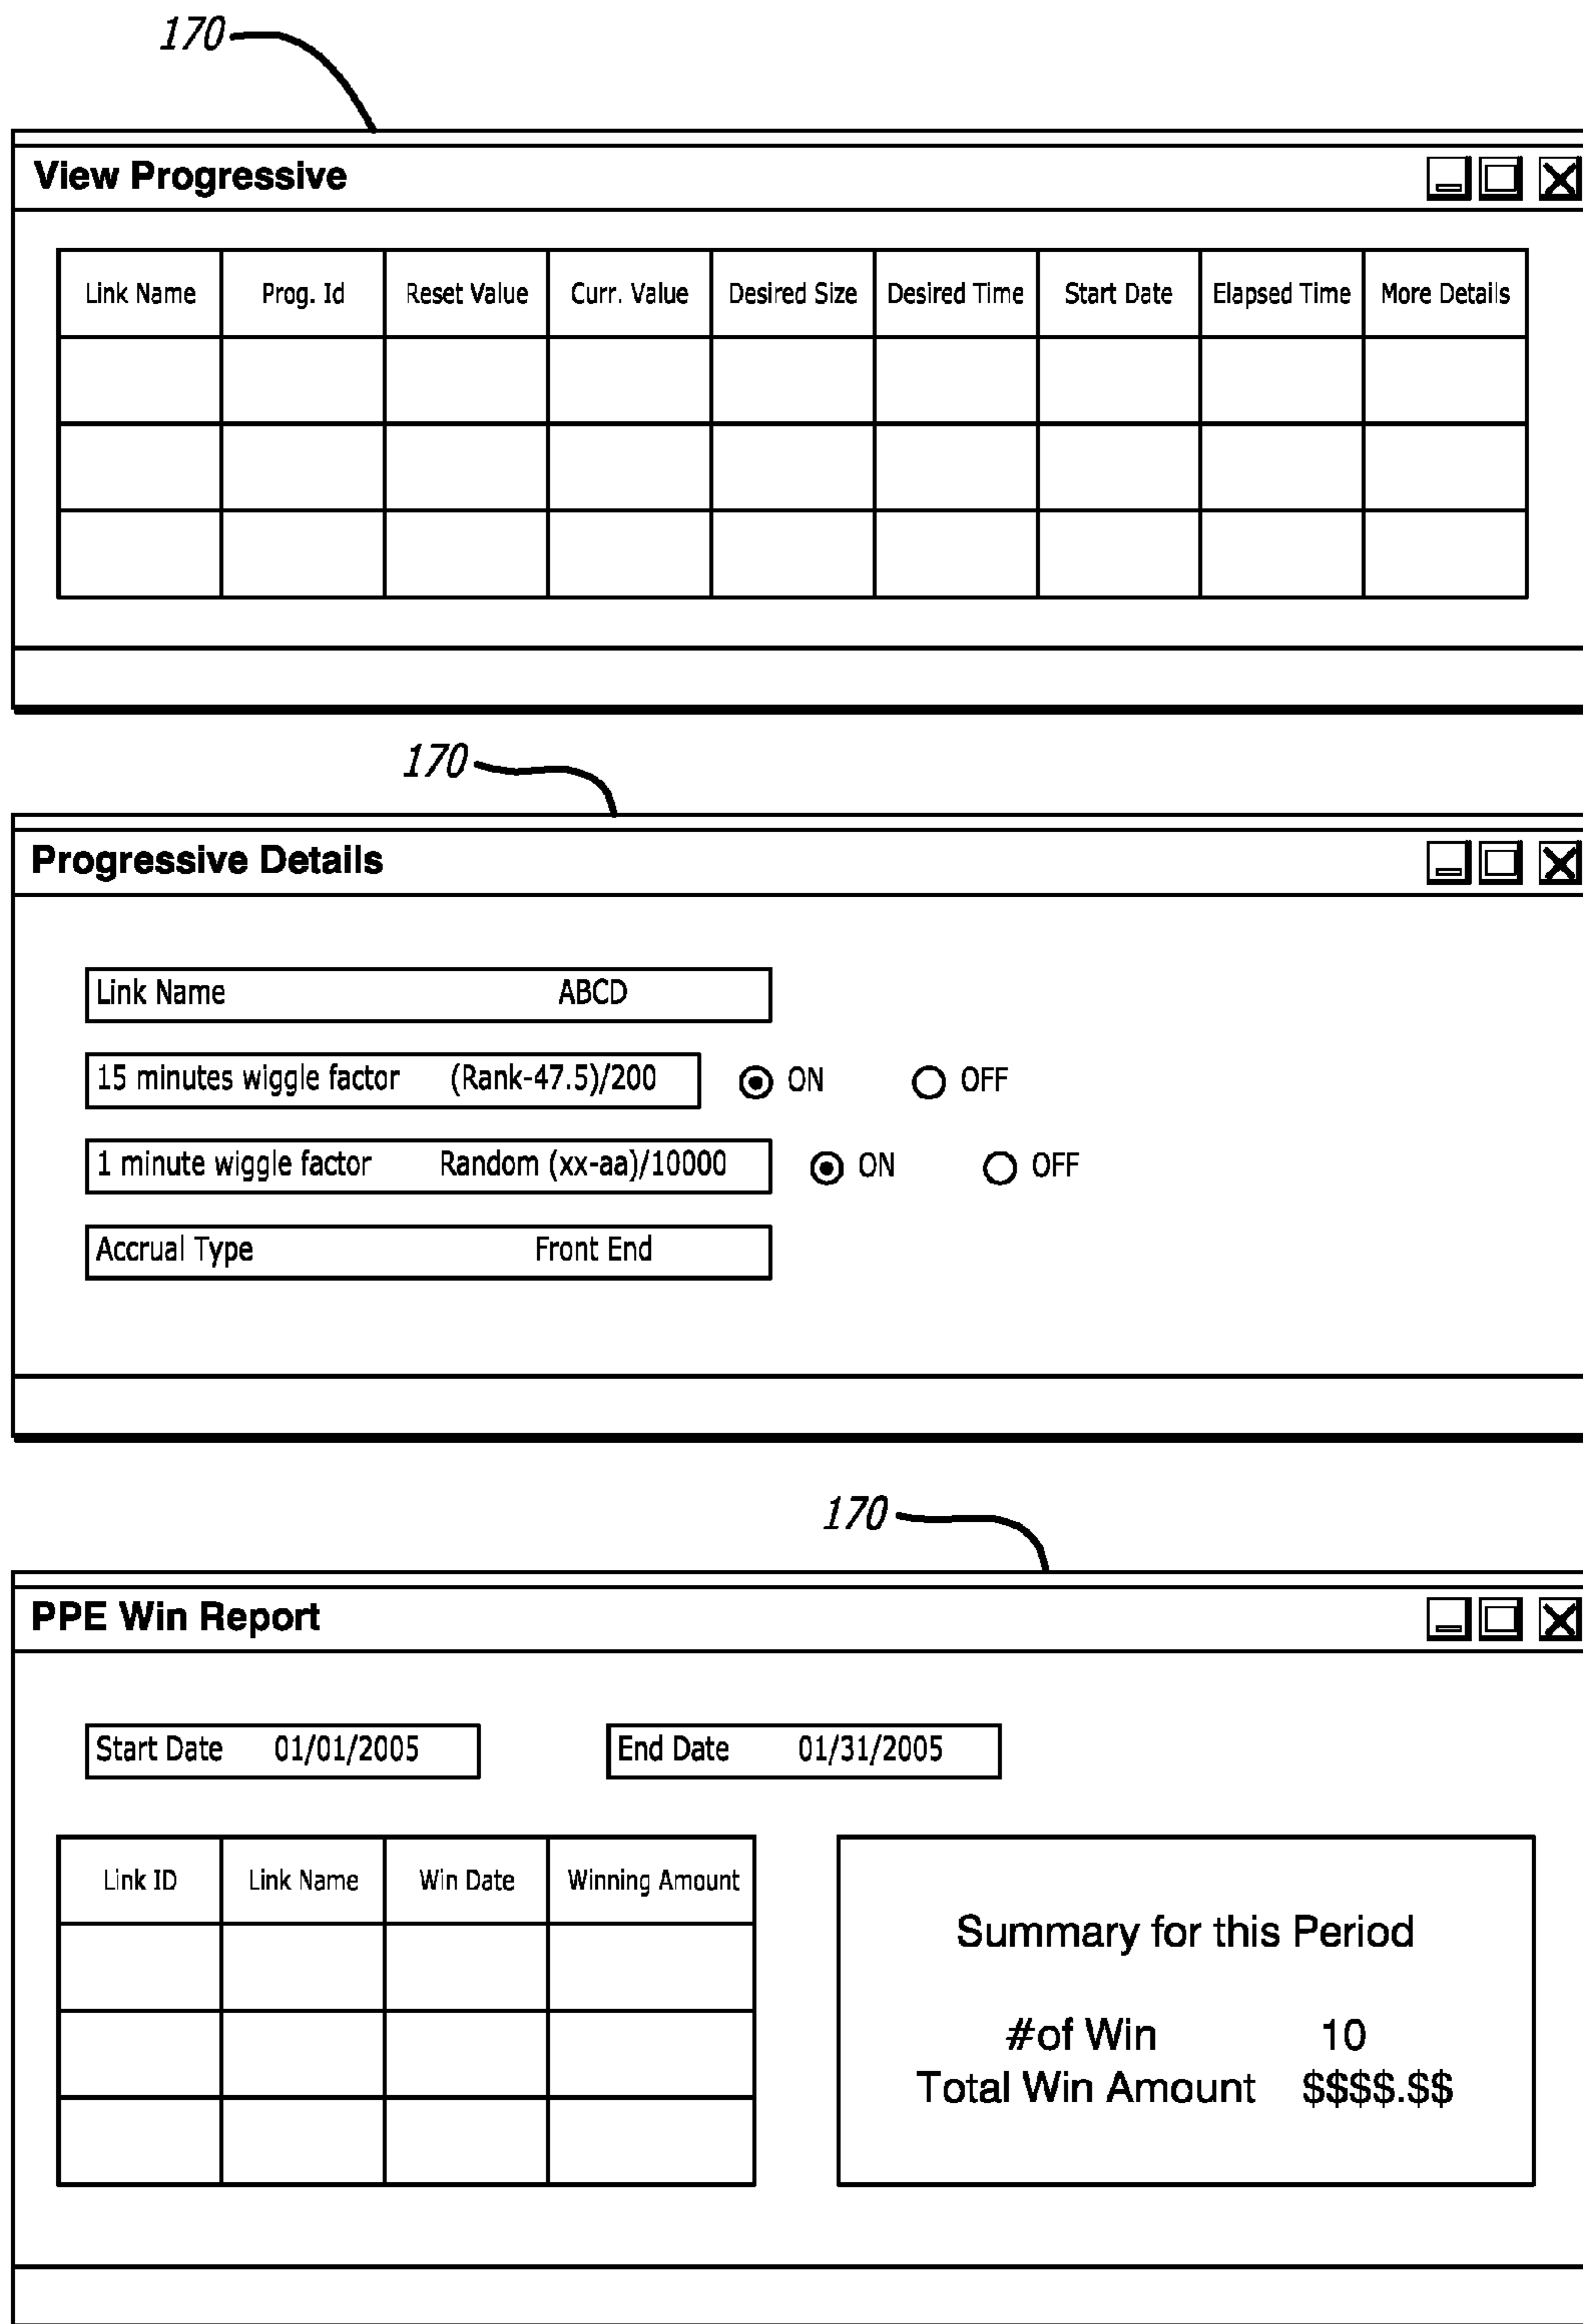 170
View Progressive
Link Name Prog. Id Reset Value Curr. Value Desired Size Desired Time Start Date Elapsed Time More Details
170
Progressive Details
Link Name ABCD
15 minutes wiggle factor (Rank-47.5)/200 ON OFF
1 minute wiggle factor Random (xx-aa)/10000 ON OFF
Accrual Type Front End
170
PPE Win Report
Start Date 01/01/2005 End Date 01/31/2005
Link ID Link Name Win Date Winning Amount
Summary for this Period
#of Win 10
Total Win Amount $$$$.$$